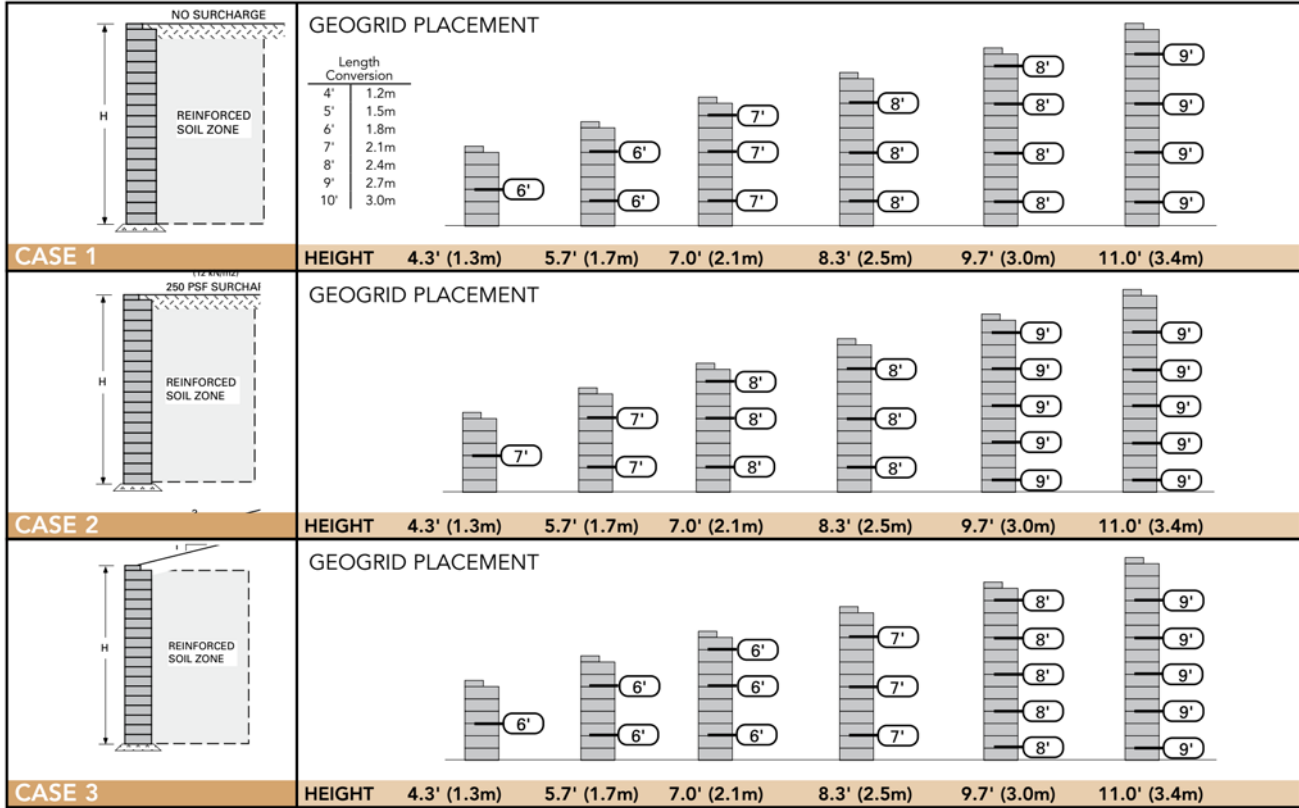 NO SURCHARGE
H
REINFORCED
SOIL ZONE
CASE 1
GEOGRID PLACEMENT
Length
Conversion
4' 1.2m
5' 1.5m
6' 1.8m
7' 2.1m
8' 2.4m
9' 2.7m
10' 3.0m
6'
6'
6'
7'
7'
7'
8'
8'
8'
8'
8'
8'
8'
9'
9'
9'
9'
HEIGHT 4.3' (1.3m) 5.7' (1.7m) 7.0' (2.1m) 8.3' (2.5m) 9.7' (3.0m) 11.0' (3.4m)
250 PSF
H
REINFORCED
SOIL ZONE
CASE 2
GEOGRID PLACEMENT
7'
7'
7'
8'
8'
8'
8'
8'
8'
9'
9'
9'
9'
9'
9'
9'
9'
9'
9'
HEIGHT 4.3' (1.3m) 5.7' (1.7m) 7.0' (2.1m) 8.3' (2.5m) 9.7' (3.0m) 11.0' (3.4m)
H
REINFORCED
SOIL ZONE
CASE 3
GEOGRID PLACEMENT
6'
6'
6'
6'
6'
6'
7'
7'
7'
8'
8'
8'
8'
8'
9'
9'
9'
9'
9'
HEIGHT 4.3' (1.3m) 5.7' (1.7m) 7.0' (2.1m) 8.3' (2.5m) 9.7' (3.0m) 11.0' (3.4m)